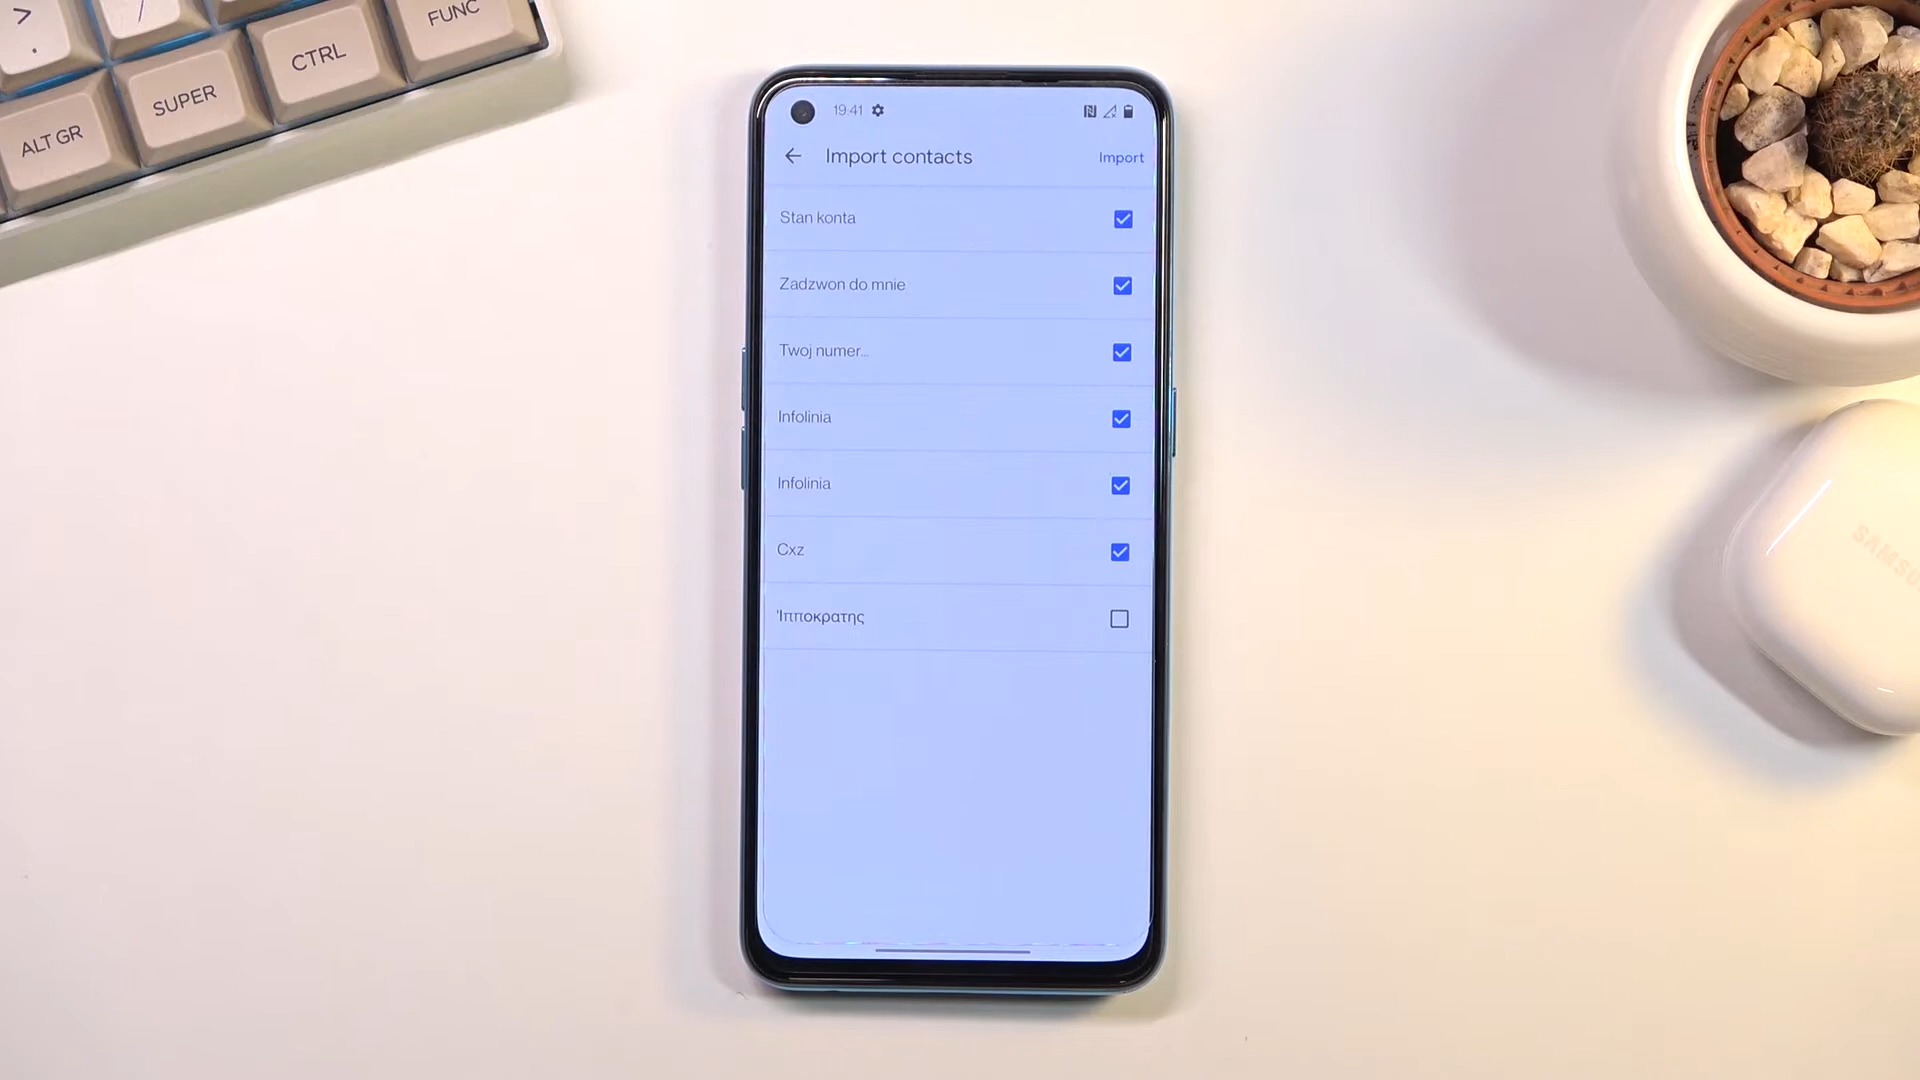 >
.
/
FUNC
CTRL
SUPER
ALT GR
19:41
Import contacts
Import
Stan konta
Zadzwon do mnie
Twoj numer...
Infolinia
Infolinia
Cxz
Ἱπποκρατης